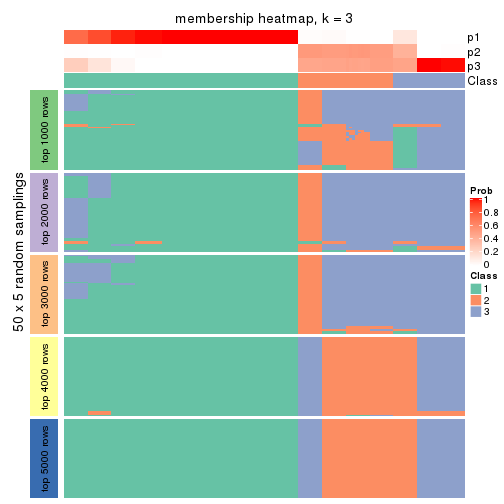 membership heatmap, k = 3
p1
p2
p3
Class
50 x 5 random samplings
top 1000 rows
top 2000 rows
top 3000 rows
top 4000 rows
top 5000 rows
Prob
1
0.8
0.6
0.4
0.2
0
Class
1
2
3